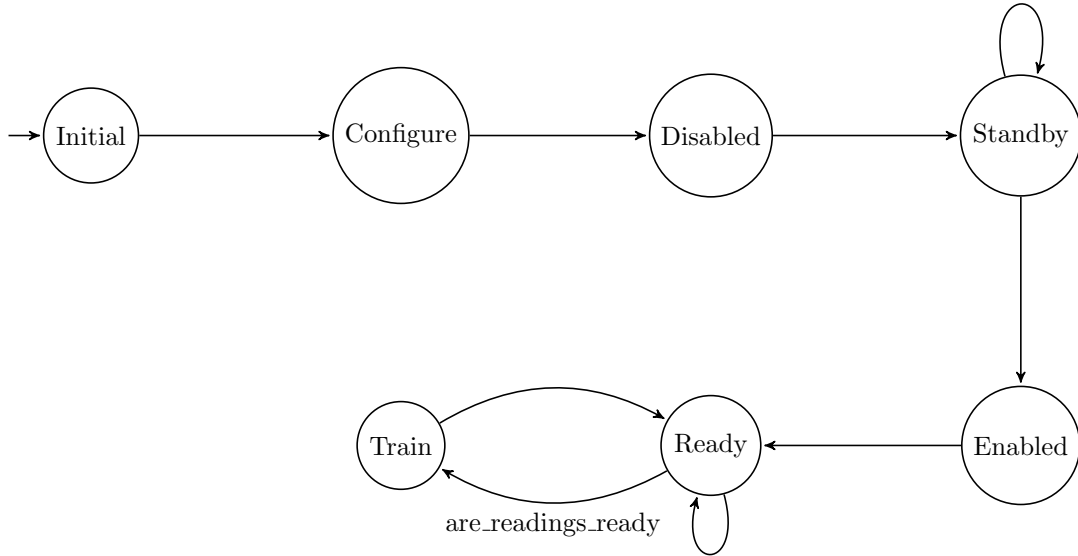 Initial
Configure
Disabled
Standby
Train
Ready
Enabled
are_readings_ready